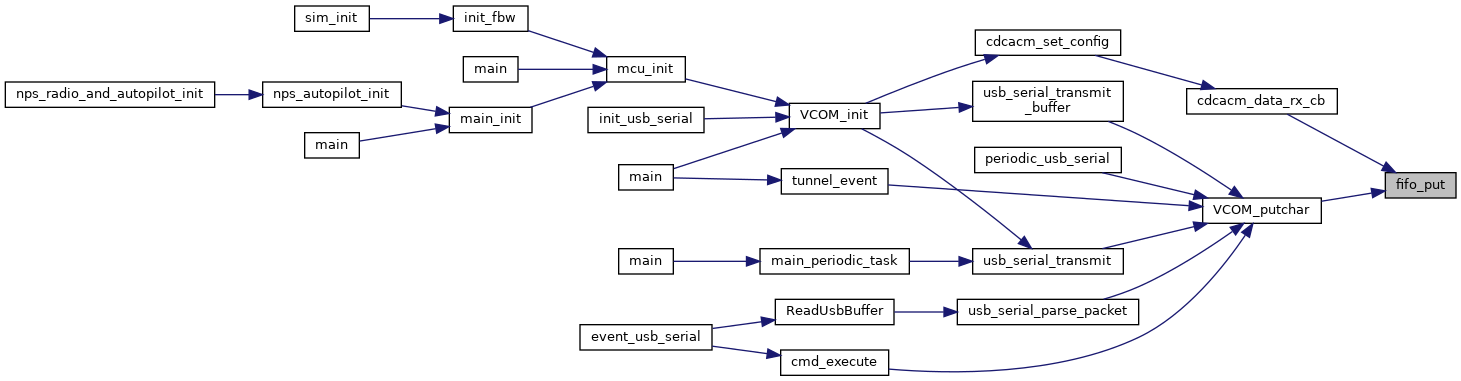 sim_init
init_fbw
cdcacm_set_config
main
mcu_init
nps_radio_and_autopilot_init
nps_autopilot_init
usb_serial_transmit
_buffer
cdcacm_data_rx_cb
main_init
init_usb_serial
VCOM_init
main
periodic_usb_serial
main
tunnel_event
fifo_put
VCOM_putchar
main
main_periodic_task
usb_serial_transmit
ReadUsbBuffer
usb_serial_parse_packet
event_usb_serial
cmd_execute